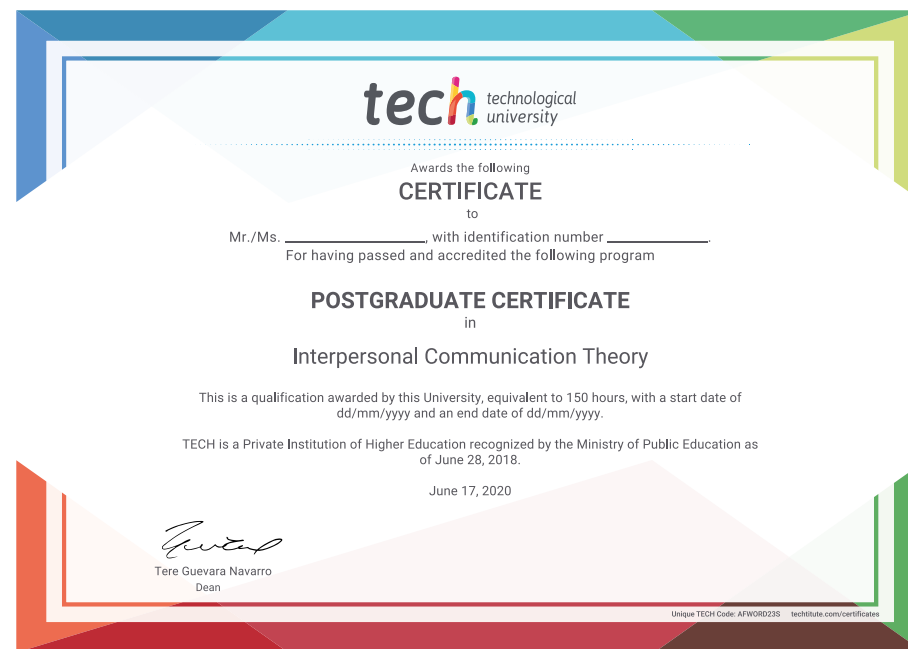 tech technological
university
Awards the following
CERTIFICATE
to
Mr./Ms. ____________________, with identification number ______________.
For having passed and accredited the following program
POSTGRADUATE CERTIFICATE
in
Interpersonal Communication Theory
This is a qualification awarded by this University, equivalent to 150 hours, with a start date of
dd/mm/yyyy and an end date of dd/mm/yyyy.
TECH is a Private Institution of Higher Education recognized by the Ministry of Public Education as
of June 28, 2018.
June 17, 2020
Tere Guevara Navarro
Dean
Unique TECH Code: AFWORD23S techtitute.com/certificates